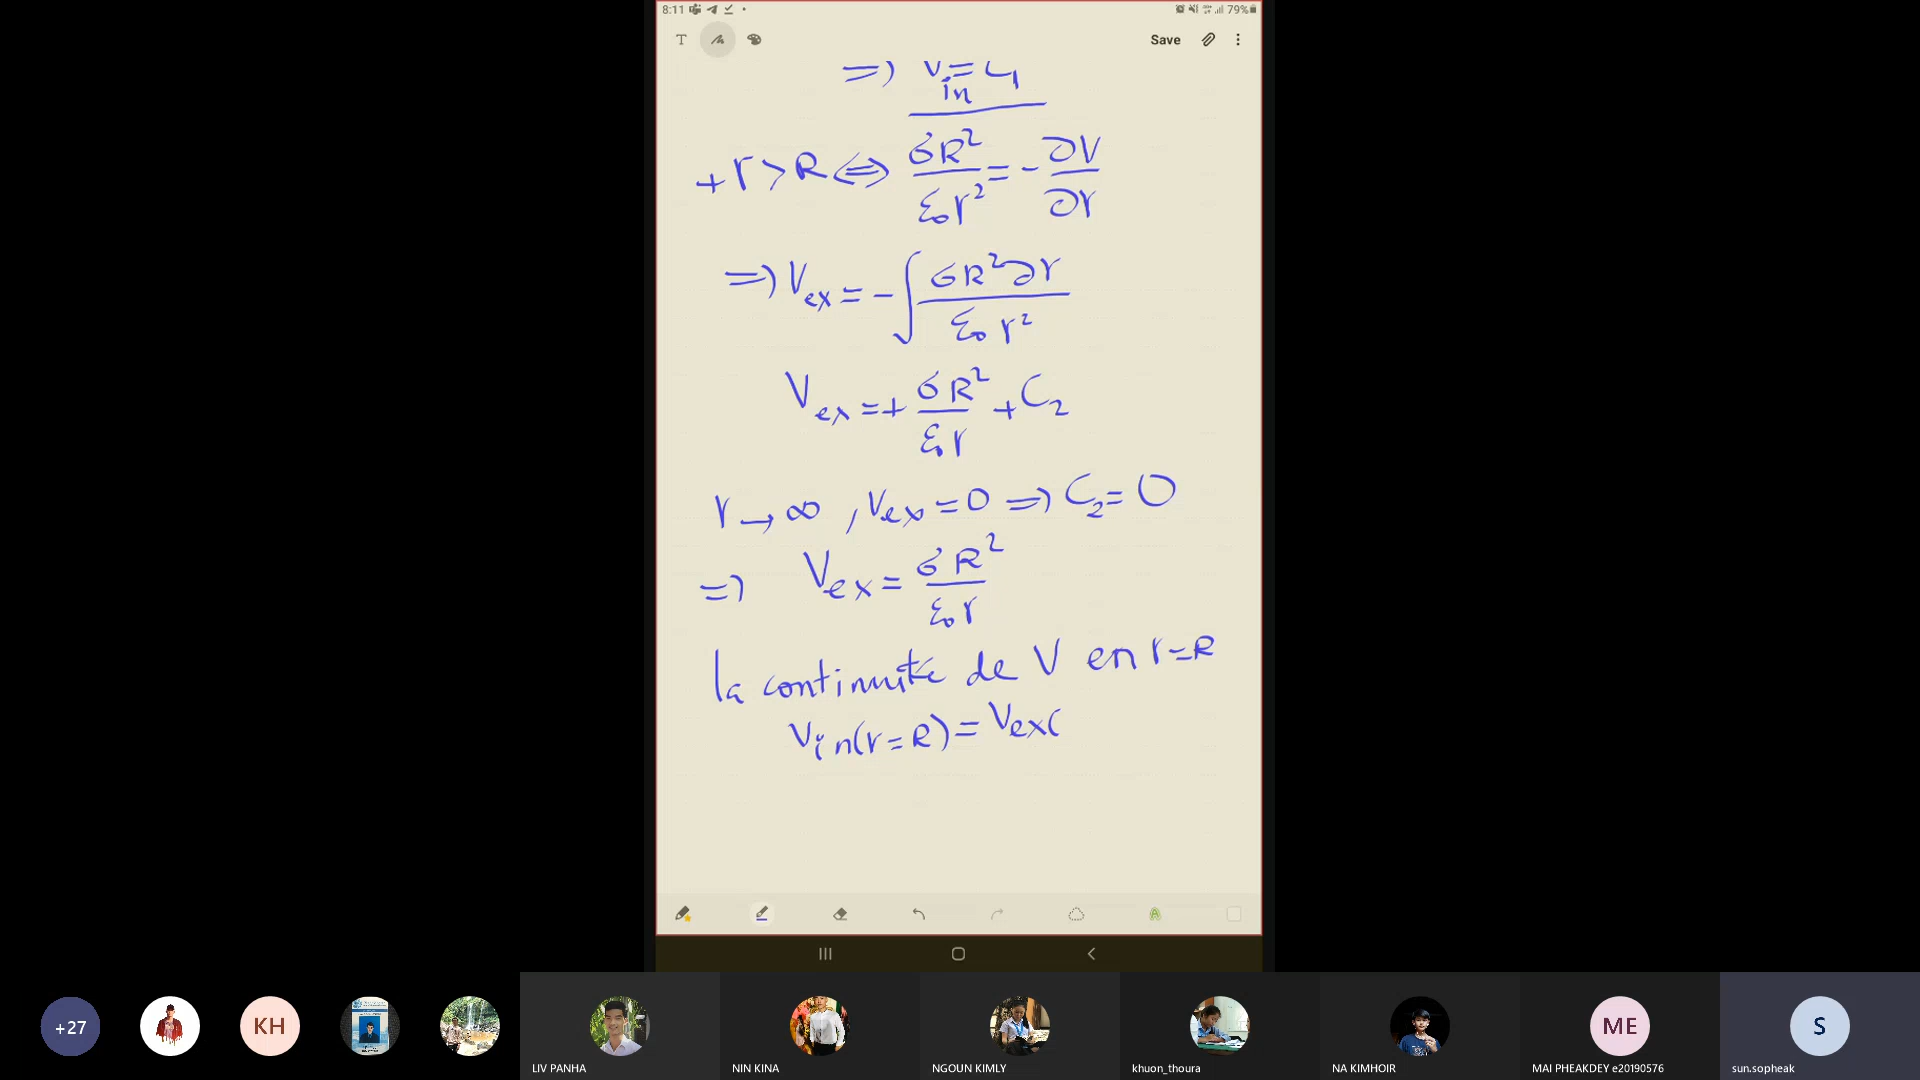 8:11
79%
T
Save
=> V_in = C_1
+ r > R <=> σR²/ε₀r² = - ∂V/∂r
=> V_ex = - ∫ σR²∂r/ε₀r²
V_ex = + σR²/ε₀r + C_2
r → ∞, V_ex = 0 => C_2 = 0
=> V_ex = σR²/ε₀r
la continuité de V en r = R
V_in(r = R) = V_ex(
+27
KH
ME
S
LIV PANHA
NIN KINA
NGOUN KIMLY
khuon_thoura
NA KIMHOIR
MAI PHEAKDEY e20190576
sun.sopheak